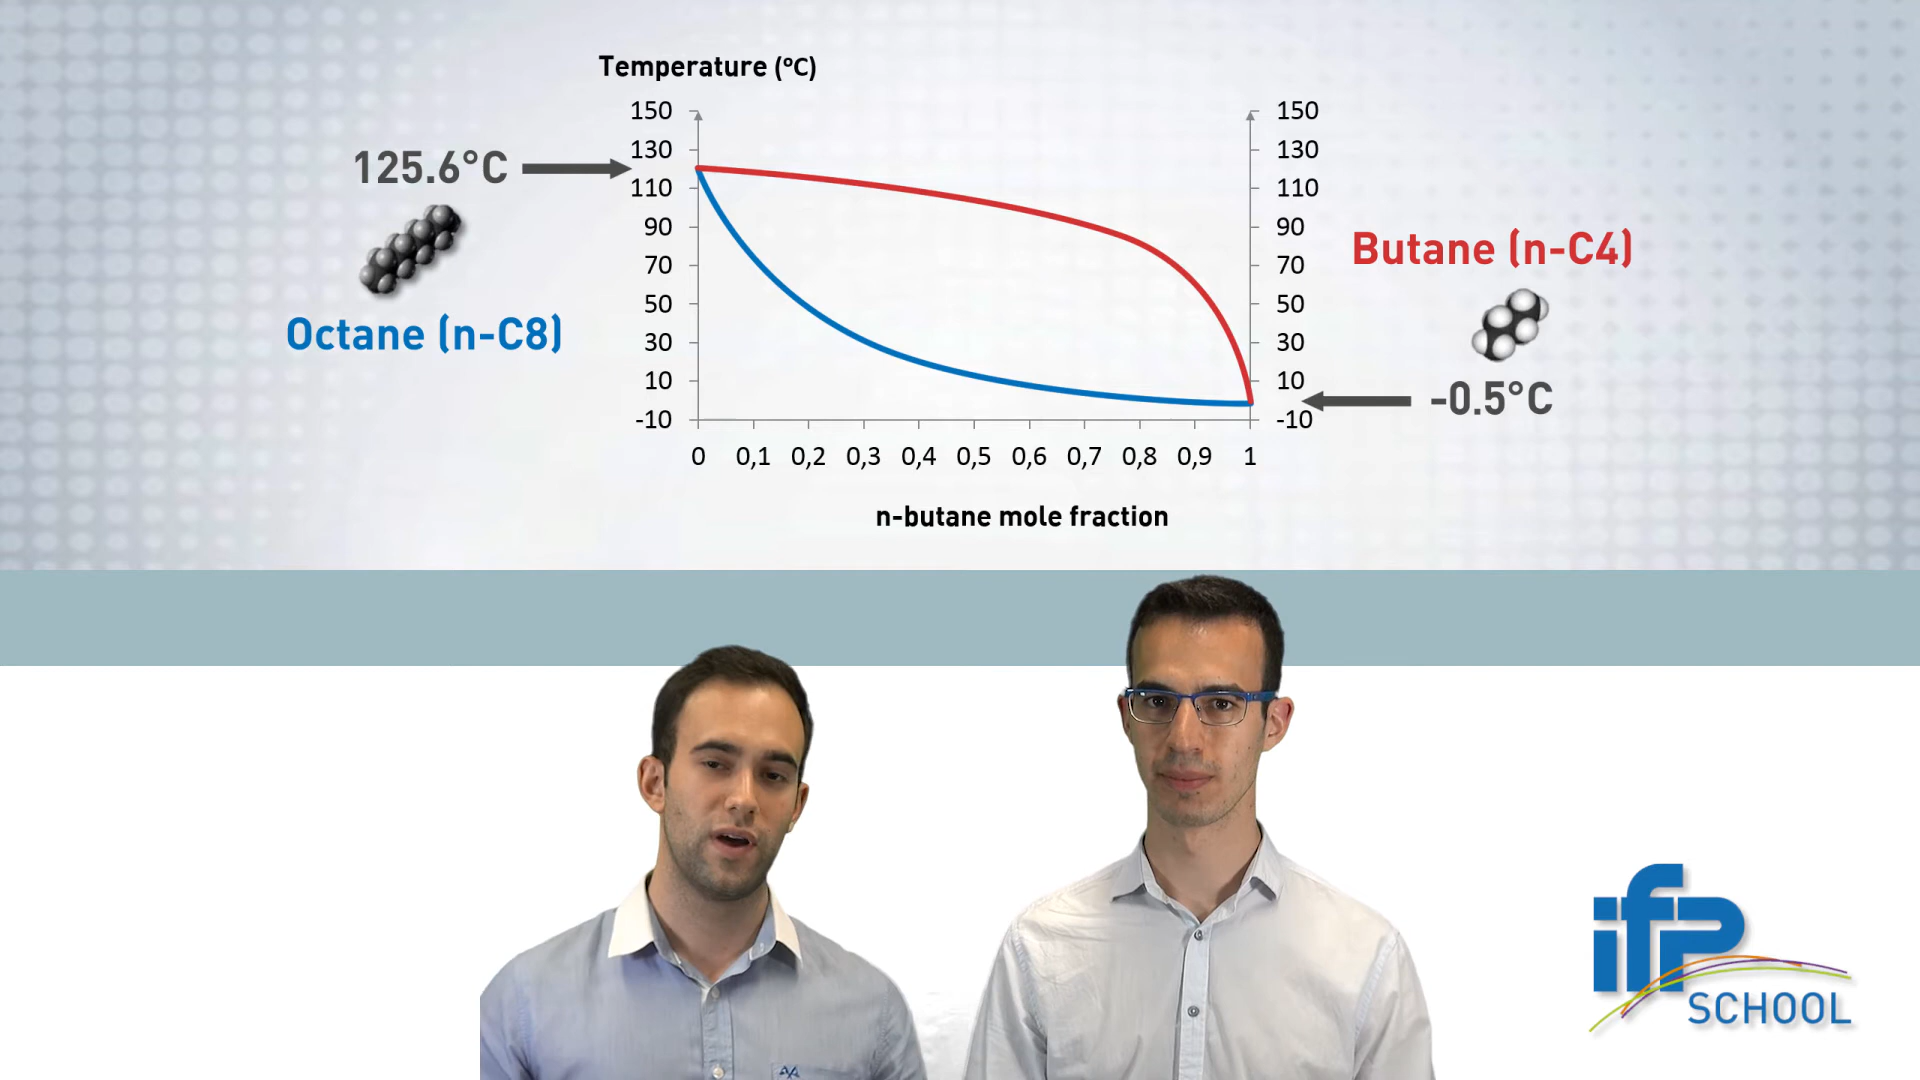 Temperature (°C)
150
130
110
90
70
50
30
10
-10
150
130
110
90
70
50
30
10
-10
0 0,1 0,2 0,3 0,4 0,5 0,6 0,7 0,8 0,9 1
n-butane mole fraction
125.6°C
Octane (n-C8)
Butane (n-C4)
-0.5°C
ifp
SCHOOL